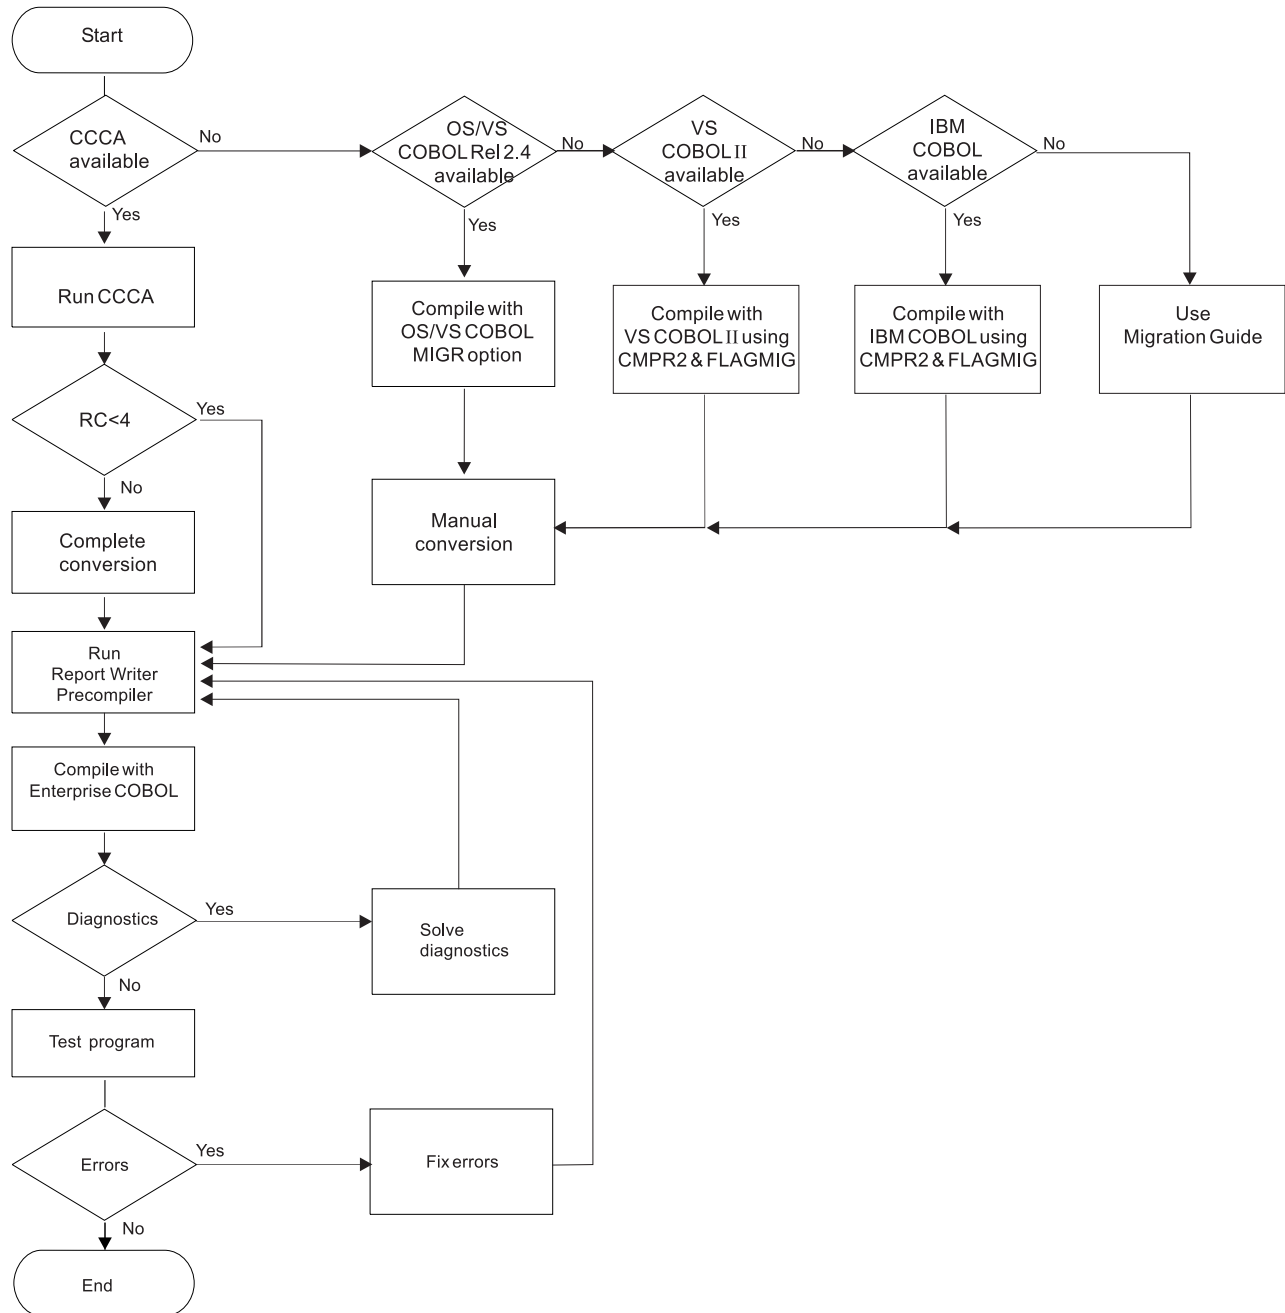 Start
CCCA
available
No
OS/VS
COBOL Rel 2.4
available
No
VS
COBOL II
available
No
IBM
COBOL
available
No
Yes
Yes
Yes
Yes
Run CCCA
Compile with
OS/VS COBOL
MIGR option
Compile with
VS COBOL II using
CMPR2 & FLAGMIG
Compile with
IBM COBOL using
CMPR2 & FLAGMIG
Use
Migration Guide
RC<4
Yes
No
Complete
conversion
Manual
conversion
Run
Report Writer
Precompiler
Compile with
Enterprise COBOL
Diagnostics
Yes
Solve
diagnostics
No
Test program
Errors
Yes
Fix errors
No
End